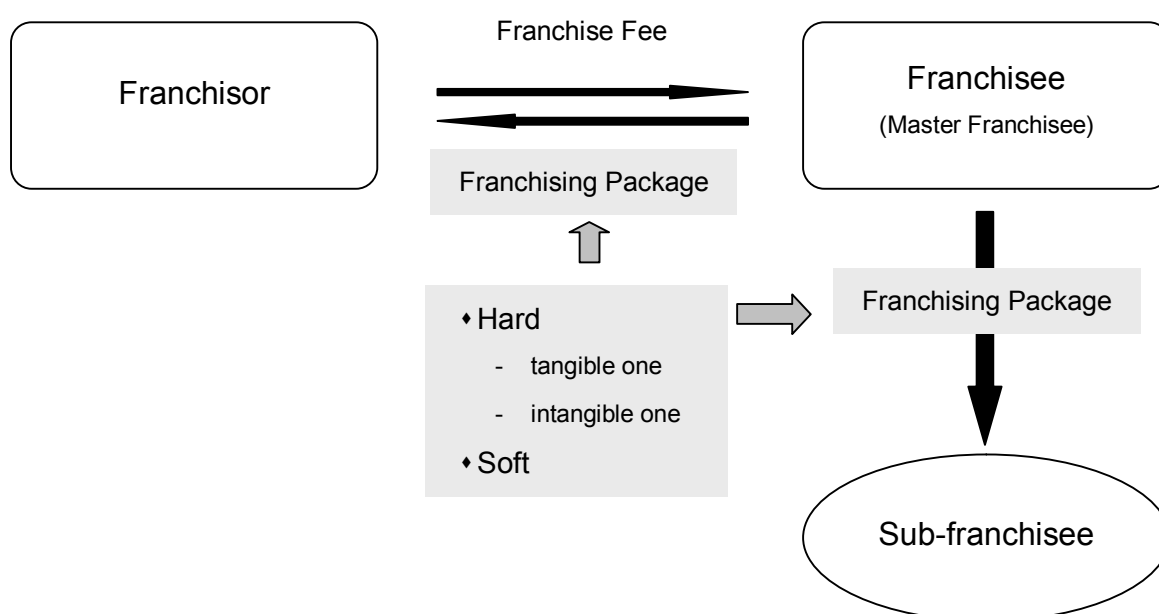 Franchise Fee
Franchisor
Franchisee
(Master Franchisee)
Franchising Package
♦ Hard
- tangible one
- intangible one
♦ Soft
Franchising Package
Sub-franchisee